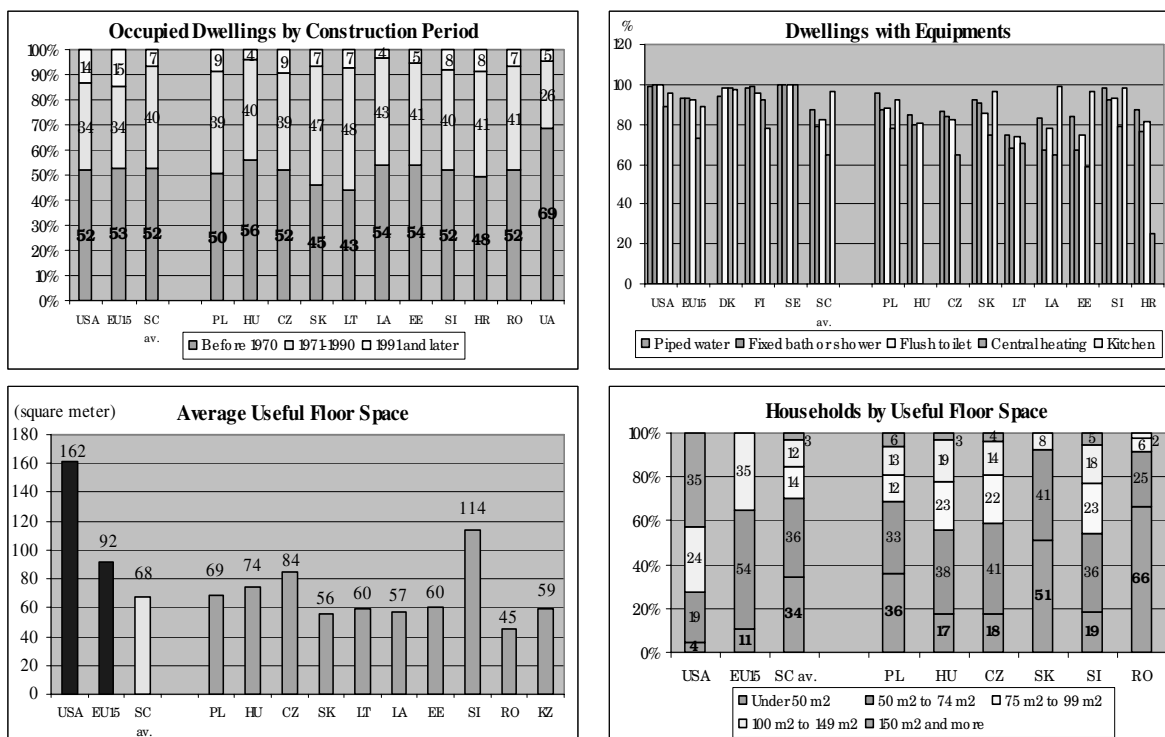 Occupied Dwellings by Construction Period
100%
90%
80%
70%
60%
50%
40%
30%
20%
10%
0%
14 15 7 9 4 9 7 7 4 5 8 8 7 5
34 34 40 39 40 39 47 48 43 41 40 41 41 26
52 53 52 50 56 52 45 43 54 54 52 48 52 69
USA EU15 SC av. PL HU CZ SK LT LA EE SI HR RO UA
Before 1970 1971-1990 1991 and later
Dwellings with Equipments
%
120
100
80
60
40
20
0
USA EU15 DK FI SE SC av. PL HU CZ SK LT LA EE SI HR
Piped water Fixed bath or shower Flush toilet Central heating Kitchen
Average Useful Floor Space
(square meter)
180
160
140
120
100
80
60
40
20
0
162 92 68 69 74 84 56 60 57 60 114 45 59
USA EU15 SC av. PL HU CZ SK LT LA EE SI RO KZ
Households by Useful Floor Space
100%
80%
60%
40%
20%
0%
35 24 19 4
35 54 11
3 12 14 36 34
6 13 12 33 36
3 19 23 38 17
4 14 22 41 18
8 41 51
5 18 23 36 19
2 6 25 66
USA EU15 SC av. PL HU CZ SK SI RO
Under 50 m2 50 m2 to 74 m2 75 m2 to 99 m2
100 m2 to 149 m2 150 m2 and more